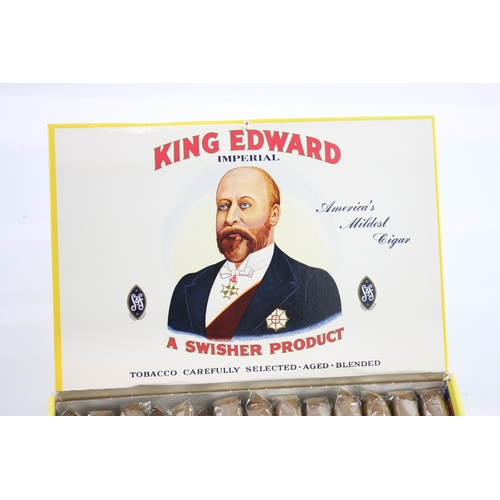 KING EDWARD
IMPERIAL
America's
Mildest
Cigar
A SWISHER PRODUCT
TOBACCO CAREFULLY SELECTED · AGED · BLENDED